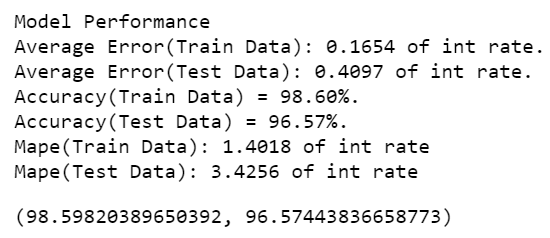 Model Performance
Average Error(Train Data): 0.1654 of int rate.
Average Error(Test Data): 0.4097 of int rate.
Accuracy(Train Data) = 98.60%.
Accuracy(Test Data) = 96.57%.
Mape(Train Data): 1.4018 of int rate
Mape(Test Data): 3.4256 of int rate
(98.59820389650392, 96.57443836658773)